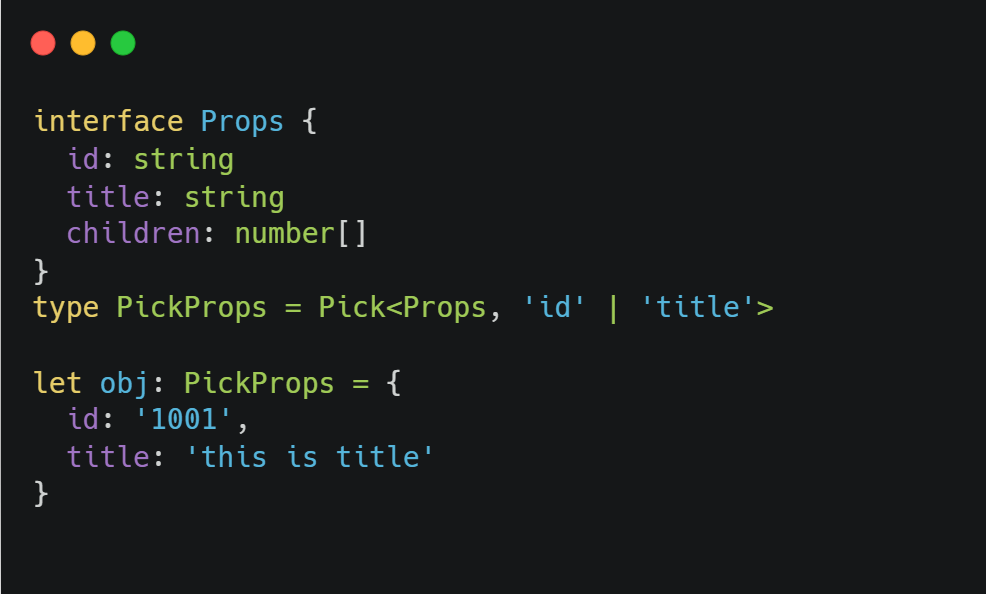 interface Props {
  id: string
  title: string
  children: number[]
}
type PickProps = Pick<Props, 'id' | 'title'>

let obj: PickProps = {
  id: '1001',
  title: 'this is title'
}